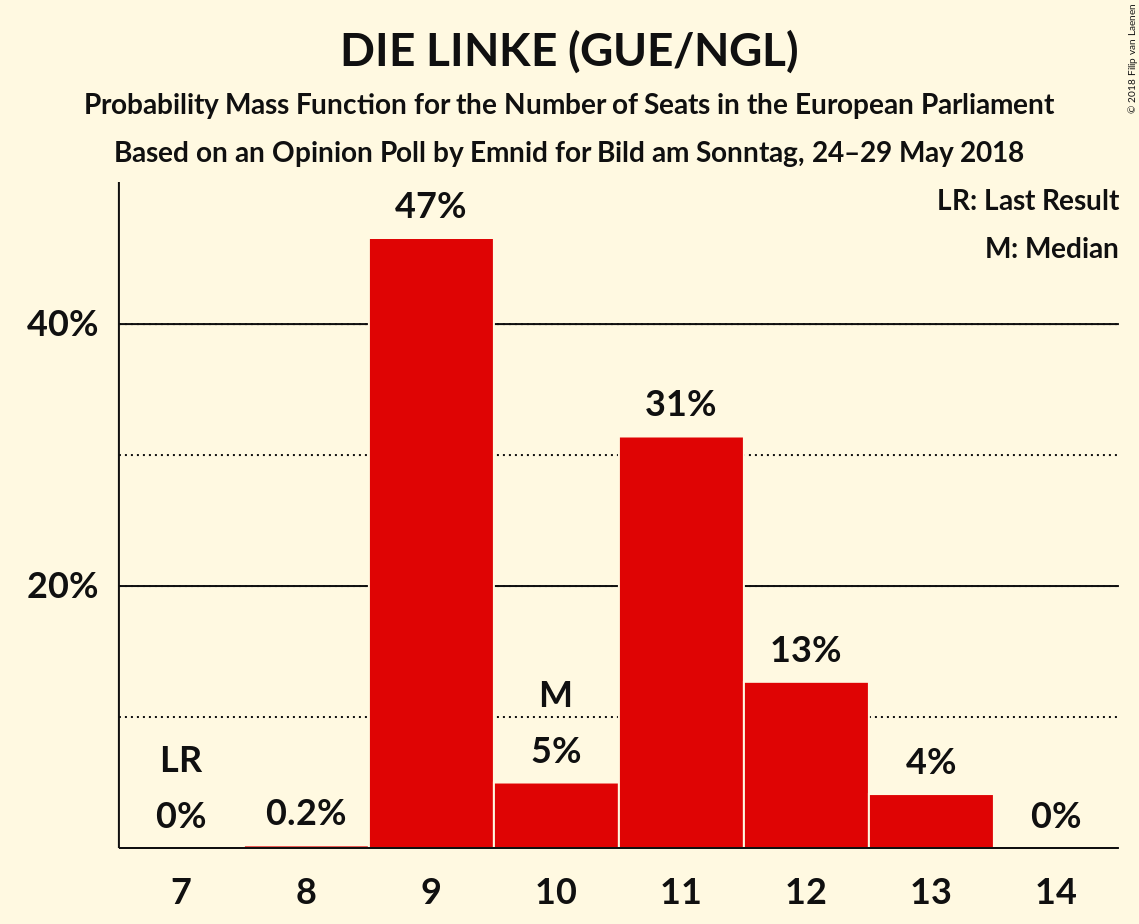 DIE LINKE (GUE/NGL)
Probability Mass Function for the Number of Seats in the European Parliament
Based on an Opinion Poll by Emnid for Bild am Sonntag, 24–29 May 2018
© 2018 Filip van Laenen
LR: Last Result
M: Median
47%
40%
31%
20%
13%
M
5%
LR
0%
0.2%
4%
0%
7 8 9 10 11 12 13 14